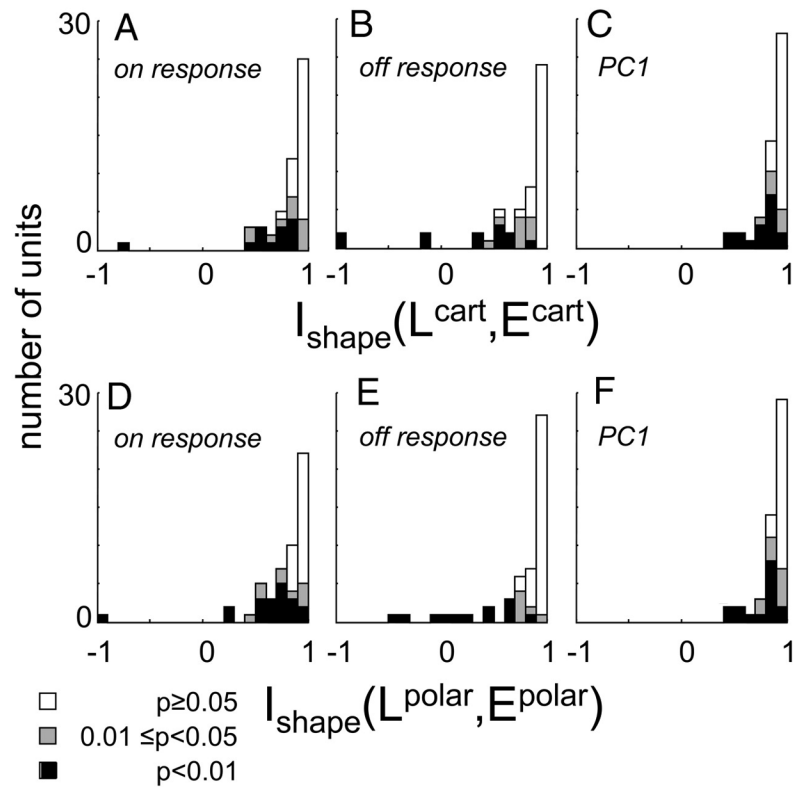 30 A B C
on response off response PC1
0
-1 0 1 -1 0 1 -1 0 1
Ishape(Lcart,Ecart)
number of units
30 D E F
on response off response PC1
0
-1 0 1 -1 0 1 -1 0 1
Ishape(Lpolar,Epolar)
p≥0.05
0.01 ≤p<0.05
p<0.01